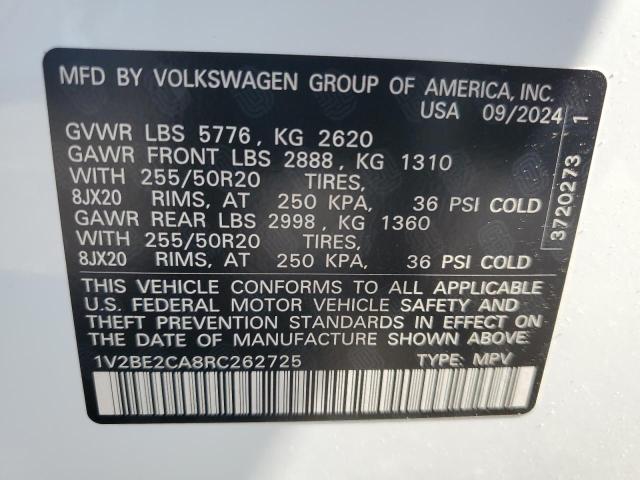 MFD BY VOLKSWAGEN GROUP OF AMERICA, INC.
USA 09/2024
GVWR LBS 5776, KG 2620
GAWR FRONT LBS 2888, KG 1310
WITH 255/50R20 TIRES,
8JX20 RIMS, AT 250 KPA, 36 PSI COLD
GAWR REAR LBS 2998, KG 1360
WITH 255/50R20 TIRES,
8JX20 RIMS, AT 250 KPA, 36 PSI COLD
THIS VEHICLE CONFORMS TO ALL APPLICABLE
U.S. FEDERAL MOTOR VEHICLE SAFETY AND
THEFT PREVENTION STANDARDS IN EFFECT ON
THE DATE OF MANUFACTURE SHOWN ABOVE.
1V2BE2CA8RC262725 TYPE: MPV
3720273 1